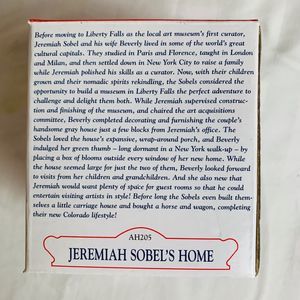 Before moving to Liberty Falls as the local art museum's first curator,
Jeremiah Sobel and his wife Beverly lived in some of the world's great
cultural capitals. They studied in Paris and Florence, taught in London
and Milan, and then settled down in New York City to raise a family
while Jeremiah polished his skills as a curator. Now, with their children
grown and their nomadic spirits rekindling, the Sobels considered the
opportunity to build a museum in Liberty Falls the perfect adventure to
challenge and delight them both. While Jeremiah supervised construc-
tion and finishing of the museum, and chaired the art acquisitions
committee, Beverly completed decorating and furnishing the couple's
handsome gray house just a few blocks from Jeremiah's office. The
Sobels loved the house's expansive, wrap-around porch, and Beverly
indulged her green thumb – long dormant in a New York walk-up – by
placing a box of blooms outside every window of her new home. While
the house seemed large for just the two of them, Beverly looked forward
to visits from her children and grandchildren. And she also knew that
Jeremiah would want plenty of space for guest rooms so that he could
entertain visiting artists in style! Before long the Sobels even built them-
selves a little carriage house and bought a horse and wagon, completing
their new Colorado lifestyle!
AH205
JEREMIAH SOBEL'S HOME